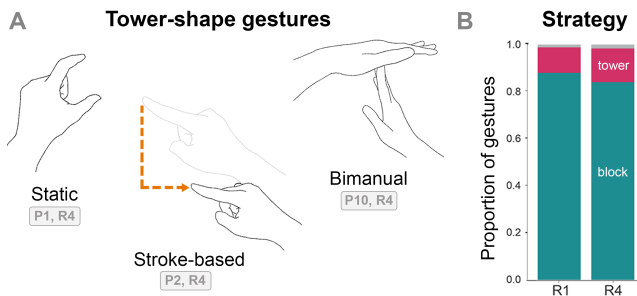 A
Tower-shape gestures
Static
P1, R4
Stroke-based
P2, R4
Bimanual
P10, R4
B
Strategy
Proportion of gestures
1.0
0.8
0.6
0.4
0.2
0.0
tower
block
R1
R4